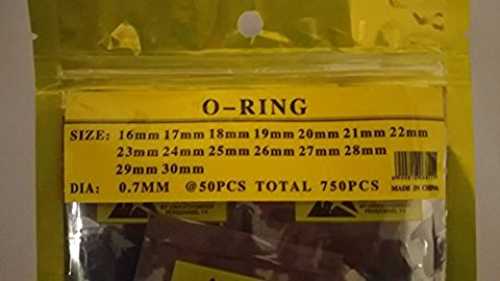 O-RING
SIZE: 16mm 17mm 18mm 19mm 20mm 21mm 22mm
23mm 24mm 25mm 26mm 27mm 28mm
29mm 30mm
DIA: 0.7MM @50PCS TOTAL 750PCS MADE IN CHINA